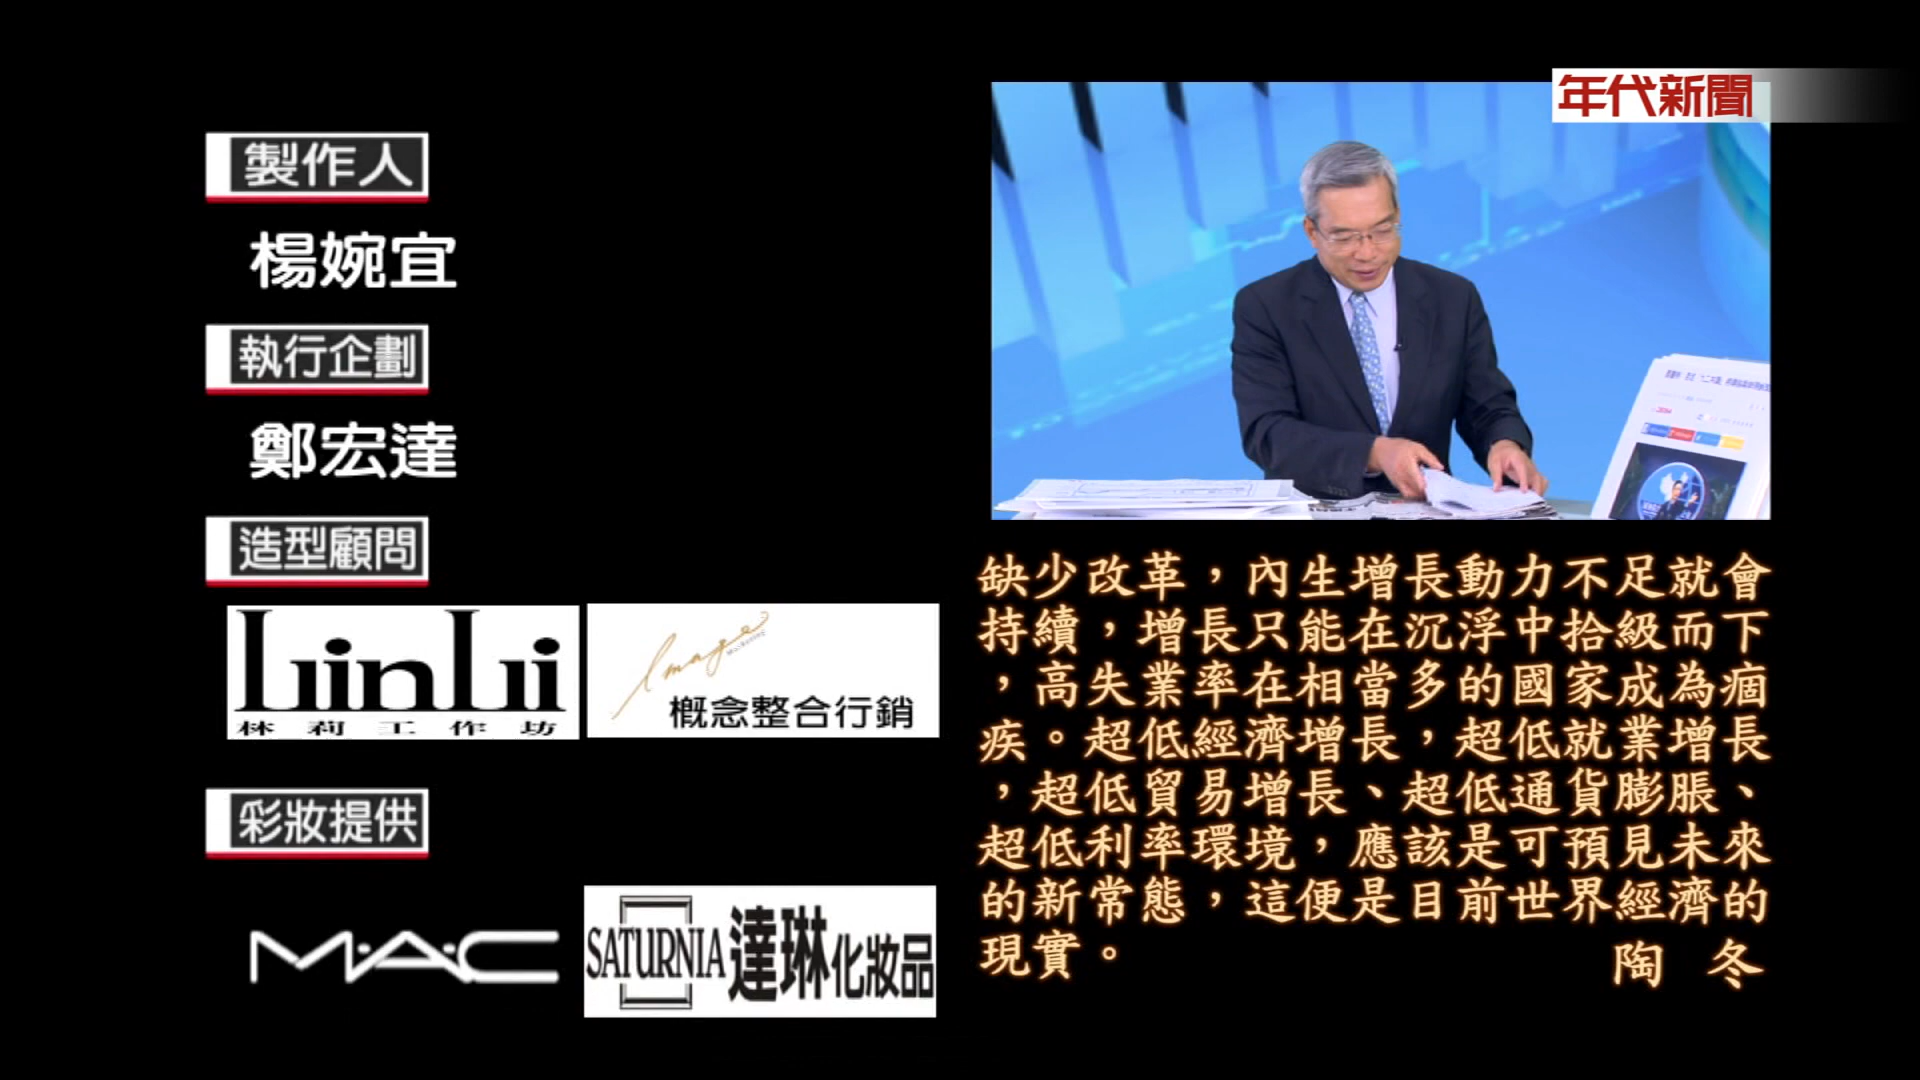 年代新聞
製作人
楊婉宜
執行企劃
鄭宏達
造型顧問
LinLi
林莉工作坊
Image
概念整合行銷
彩妝提供
M·A·C
SATURNIA 達琳化妝品
缺少改革，內生增長動力不足就會
持續，增長只能在沉浮中拾級而下
，高失業率在相當多的國家成為痼
疾。超低經濟增長，超低就業增長
，超低貿易增長、超低通貨膨脹、
超低利率環境，應該是可預見未來
的新常態，這便是目前世界經濟的
現實。
陶 冬